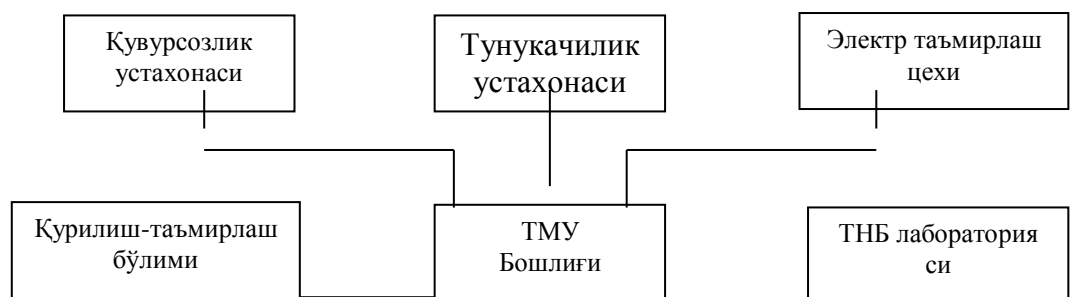 Қувурсозлик
устахонаси
Тунукачилик
устахонаси
Электр таъмирлаш
цехи
Қурилиш-таъмирлаш
бўлими
ТМУ
Бошлиғи
ТНБ лаборатория
си